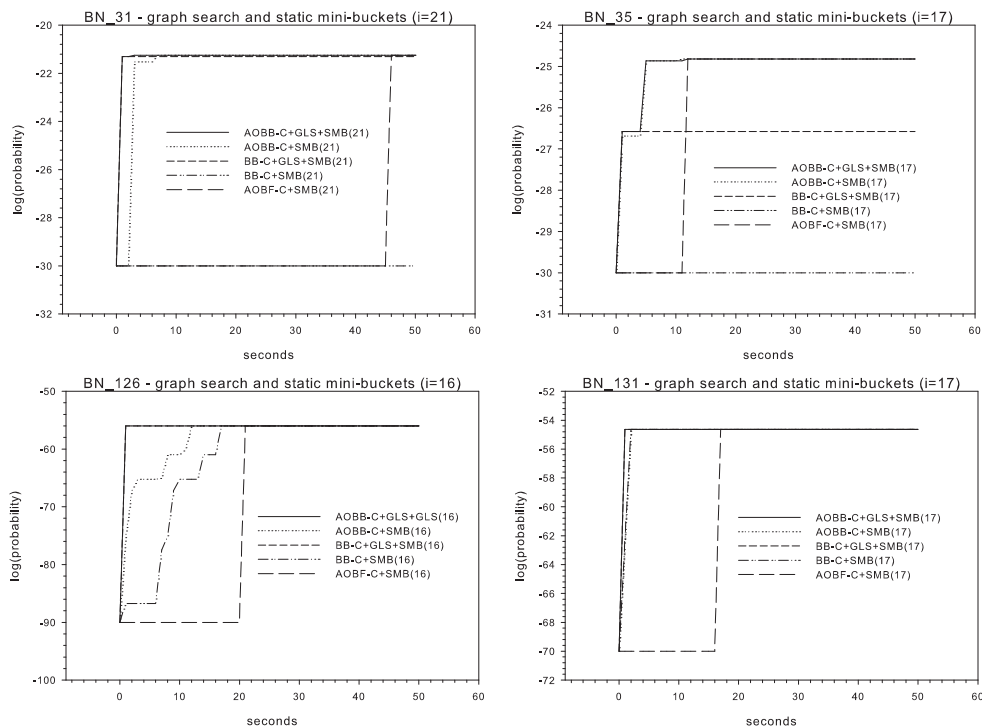 BN_31 - graph search and static mini-buckets (i=21)
-20
-22
-24
-26
-28
-30
-32
log(probability)
AOBB-C+GLS+SMB(21)
AOBB-C+SMB(21)
BB-C+GLS+SMB(21)
BB-C+SMB(21)
AOBF-C+SMB(21)
0 10 20 30 40 50 60
seconds
BN_35 - graph search and static mini-buckets (i=17)
-24
-25
-26
-27
-28
-29
-30
-31
log(probability)
AOBB-C+GLS+SMB(17)
AOBB-C+SMB(17)
BB-C+GLS+SMB(17)
BB-C+SMB(17)
AOBF-C+SMB(17)
0 10 20 30 40 50 60
seconds
BN_126 - graph search and static mini-buckets (i=16)
-50
-60
-70
-80
-90
-100
log(probability)
AOBB-C+GLS+GLS(16)
AOBB-C+SMB(16)
BB-C+GLS+SMB(16)
BB-C+SMB(16)
AOBF-C+SMB(16)
0 10 20 30 40 50 60
seconds
BN_131 - graph search and static mini-buckets (i=17)
-52
-54
-56
-58
-60
-62
-64
-66
-68
-70
-72
log(probability)
AOBB-C+GLS+SMB(17)
AOBB-C+SMB(17)
BB-C+GLS+SMB(17)
BB-C+SMB(17)
AOBF-C+SMB(17)
0 10 20 30 40 50 60
seconds